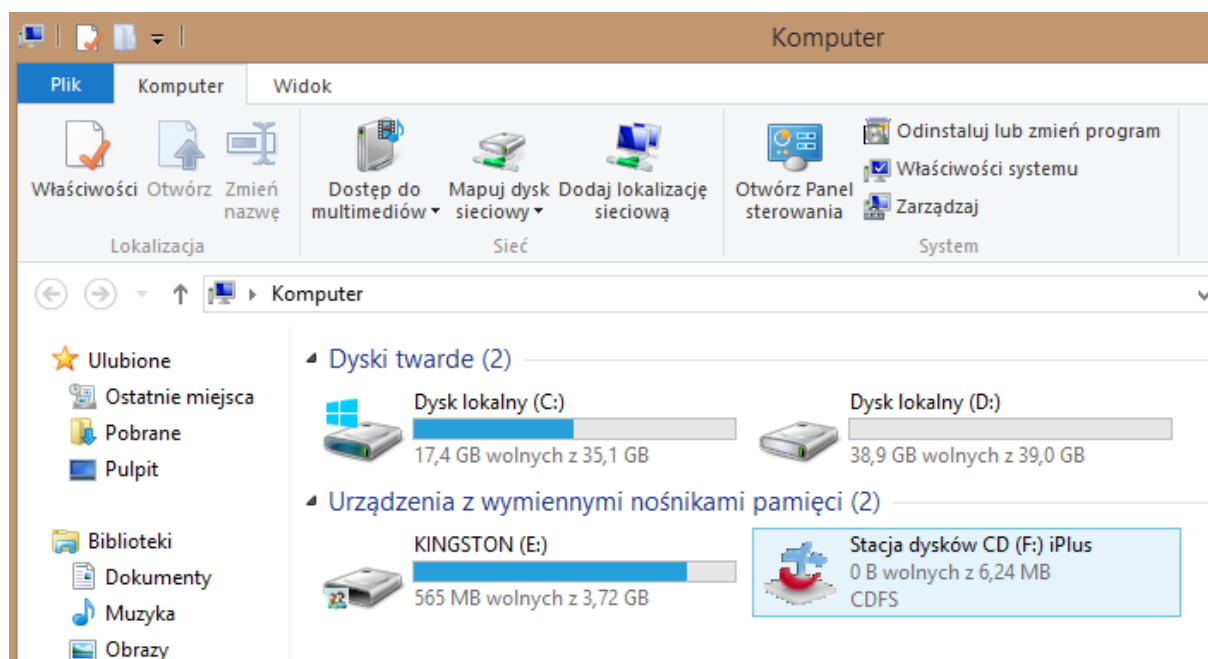 Komputer
Plik
Komputer
Widok
Właściwości
Otwórz
Zmień
nazwę
Lokalizacja
Dostęp do
multimediów
Mapuj dysk
sieciowy
Dodaj lokalizację
sieciową
Sieć
Otwórz Panel
sterowania
Odinstaluj lub zmień program
Właściwości systemu
Zarządzaj
System
Komputer
Ulubione
Ostatnie miejsca
Pobrane
Pulpit
Biblioteki
Dokumenty
Muzyka
Obrazy
Dyski twarde (2)
Dysk lokalny (C:)
17,4 GB wolnych z 35,1 GB
Dysk lokalny (D:)
38,9 GB wolnych z 39,0 GB
Urządzenia z wymiennymi nośnikami pamięci (2)
KINGSTON (E:)
565 MB wolnych z 3,72 GB
Stacja dysków CD (F:) iPlus
0 B wolnych z 6,24 MB
CDFS